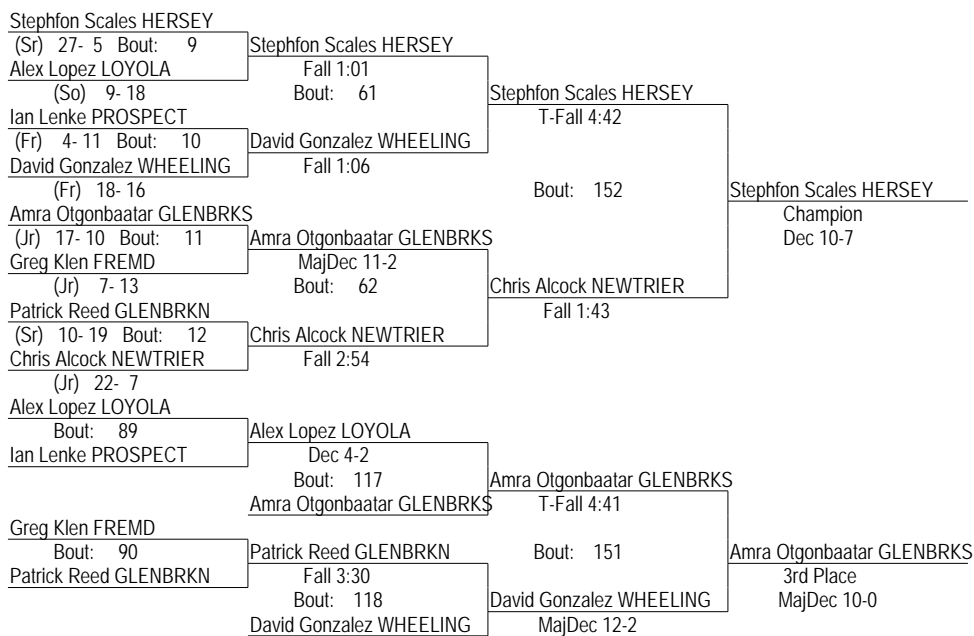 Stephfon Scales HERSEY
(Sr) 27- 5 Bout: 9 Stephfon Scales HERSEY
Alex Lopez LOYOLA Fall 1:01
(So) 9- 18 Bout: 61 Stephfon Scales HERSEY
Ian Lenke PROSPECT T-Fall 4:42
(Fr) 4- 11 Bout: 10 David Gonzalez WHEELING
David Gonzalez WHEELING Fall 1:06
(Fr) 18- 16 Bout: 152 Stephfon Scales HERSEY
Amra Otgonbaatar GLENBRKS Champion
(Jr) 17- 10 Bout: 11 Amra Otgonbaatar GLENBRKS Dec 10-7
Greg Klen FREMD MajDec 11-2
(Jr) 7- 13 Bout: 62 Chris Alcock NEWTRIER
Patrick Reed GLENBRKN Fall 1:43
(Sr) 10- 19 Bout: 12 Chris Alcock NEWTRIER
Chris Alcock NEWTRIER Fall 2:54
(Jr) 22- 7
Alex Lopez LOYOLA
Bout: 89 Alex Lopez LOYOLA
Ian Lenke PROSPECT Dec 4-2
Bout: 117 Amra Otgonbaatar GLENBRKS
Amra Otgonbaatar GLENBRKS T-Fall 4:41
Greg Klen FREMD
Bout: 90 Patrick Reed GLENBRKN Bout: 151 Amra Otgonbaatar GLENBRKS
Patrick Reed GLENBRKN Fall 3:30 3rd Place
Bout: 118 David Gonzalez WHEELING MajDec 10-0
David Gonzalez WHEELING MajDec 12-2